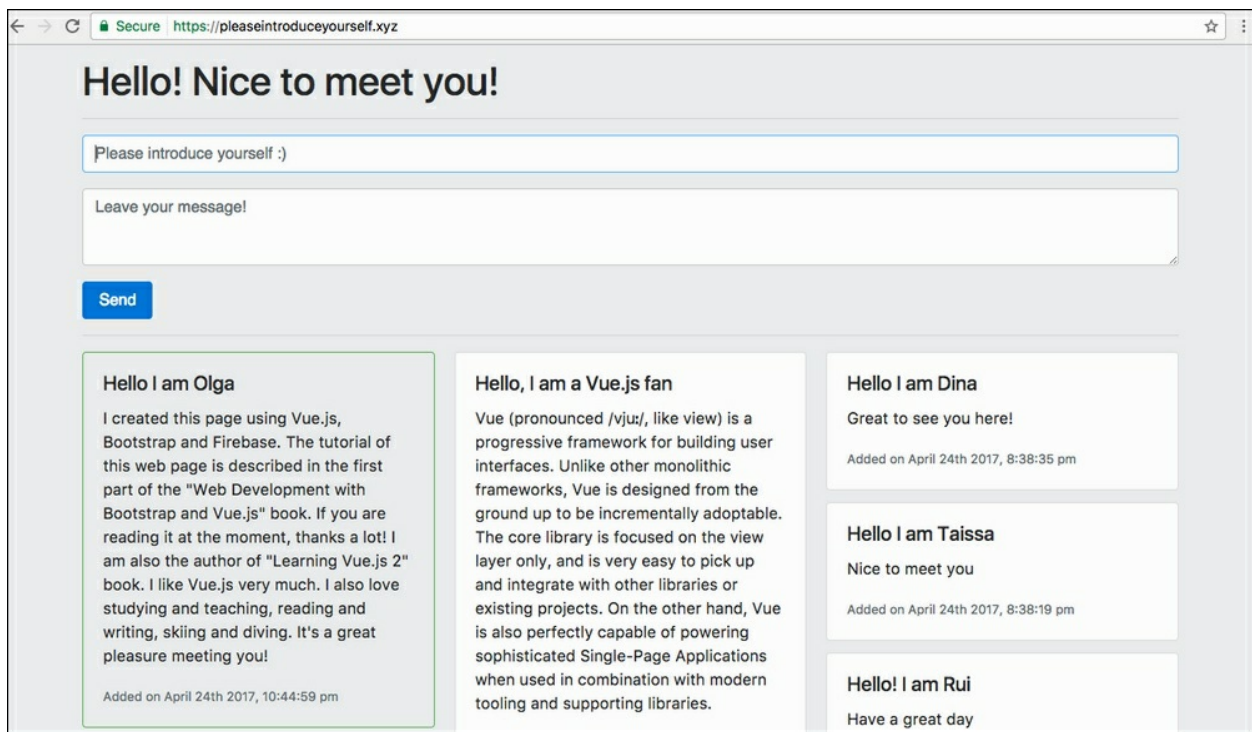 Secure https://pleaseintroduceyourself.xyz
Hello! Nice to meet you!
Please introduce yourself :)
Leave your message!
Send
Hello I am Olga
I created this page using Vue.js,
Bootstrap and Firebase. The tutorial of
this web page is described in the first
part of the "Web Development with
Bootstrap and Vue.js" book. If you are
reading it at the moment, thanks a lot! I
am also the author of "Learning Vue.js 2"
book. I like Vue.js very much. I also love
studying and teaching, reading and
writing, skiing and diving. It's a great
pleasure meeting you!
Added on April 24th 2017, 10:44:59 pm
Hello, I am a Vue.js fan
Vue (pronounced /vjuː/, like view) is a
progressive framework for building user
interfaces. Unlike other monolithic
frameworks, Vue is designed from the
ground up to be incrementally adoptable.
The core library is focused on the view
layer only, and is very easy to pick up
and integrate with other libraries or
existing projects. On the other hand, Vue
is also perfectly capable of powering
sophisticated Single-Page Applications
when used in combination with modern
tooling and supporting libraries.
Hello I am Dina
Great to see you here!
Added on April 24th 2017, 8:38:35 pm
Hello I am Taissa
Nice to meet you
Added on April 24th 2017, 8:38:19 pm
Hello! I am Rui
Have a great day